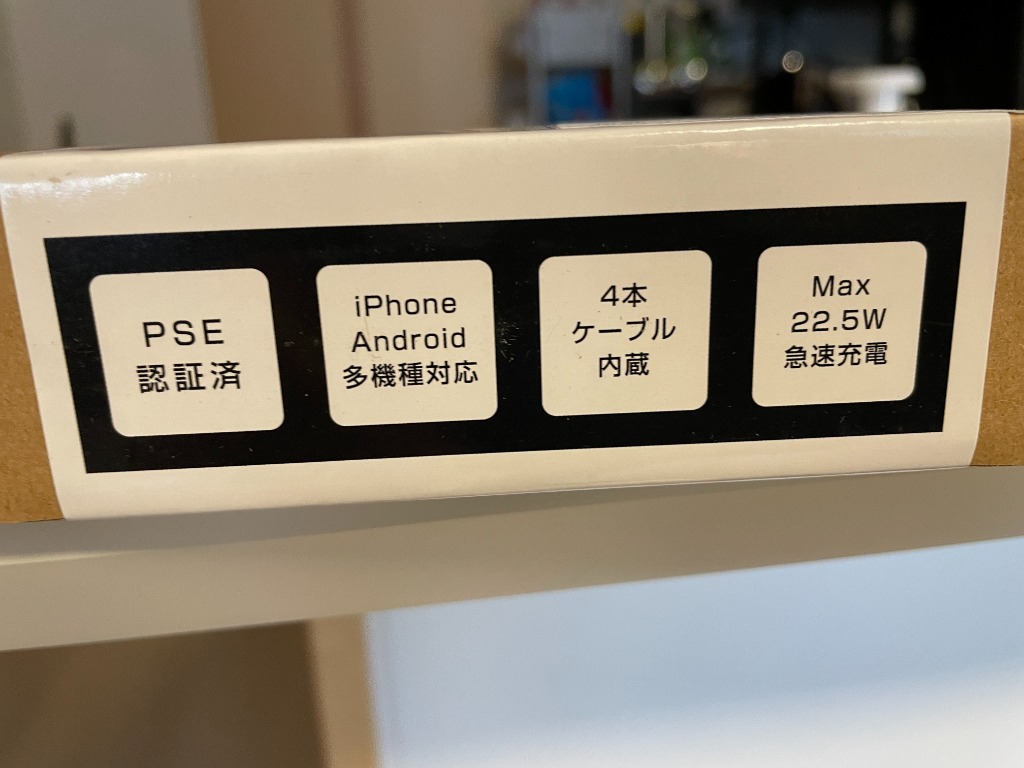 PSE
認証済
iPhone
Android
多機種対応
4本
ケーブル
内蔵
Max
22.5W
急速充電